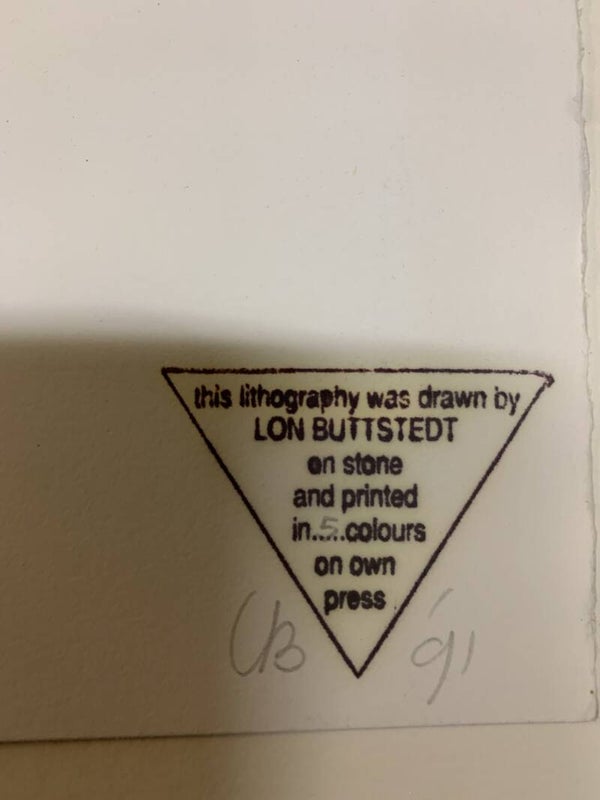 this lithography was drawn by
LON BUTTSTEDT
on stone
and printed
in..5...colours
on own
press
LB '91